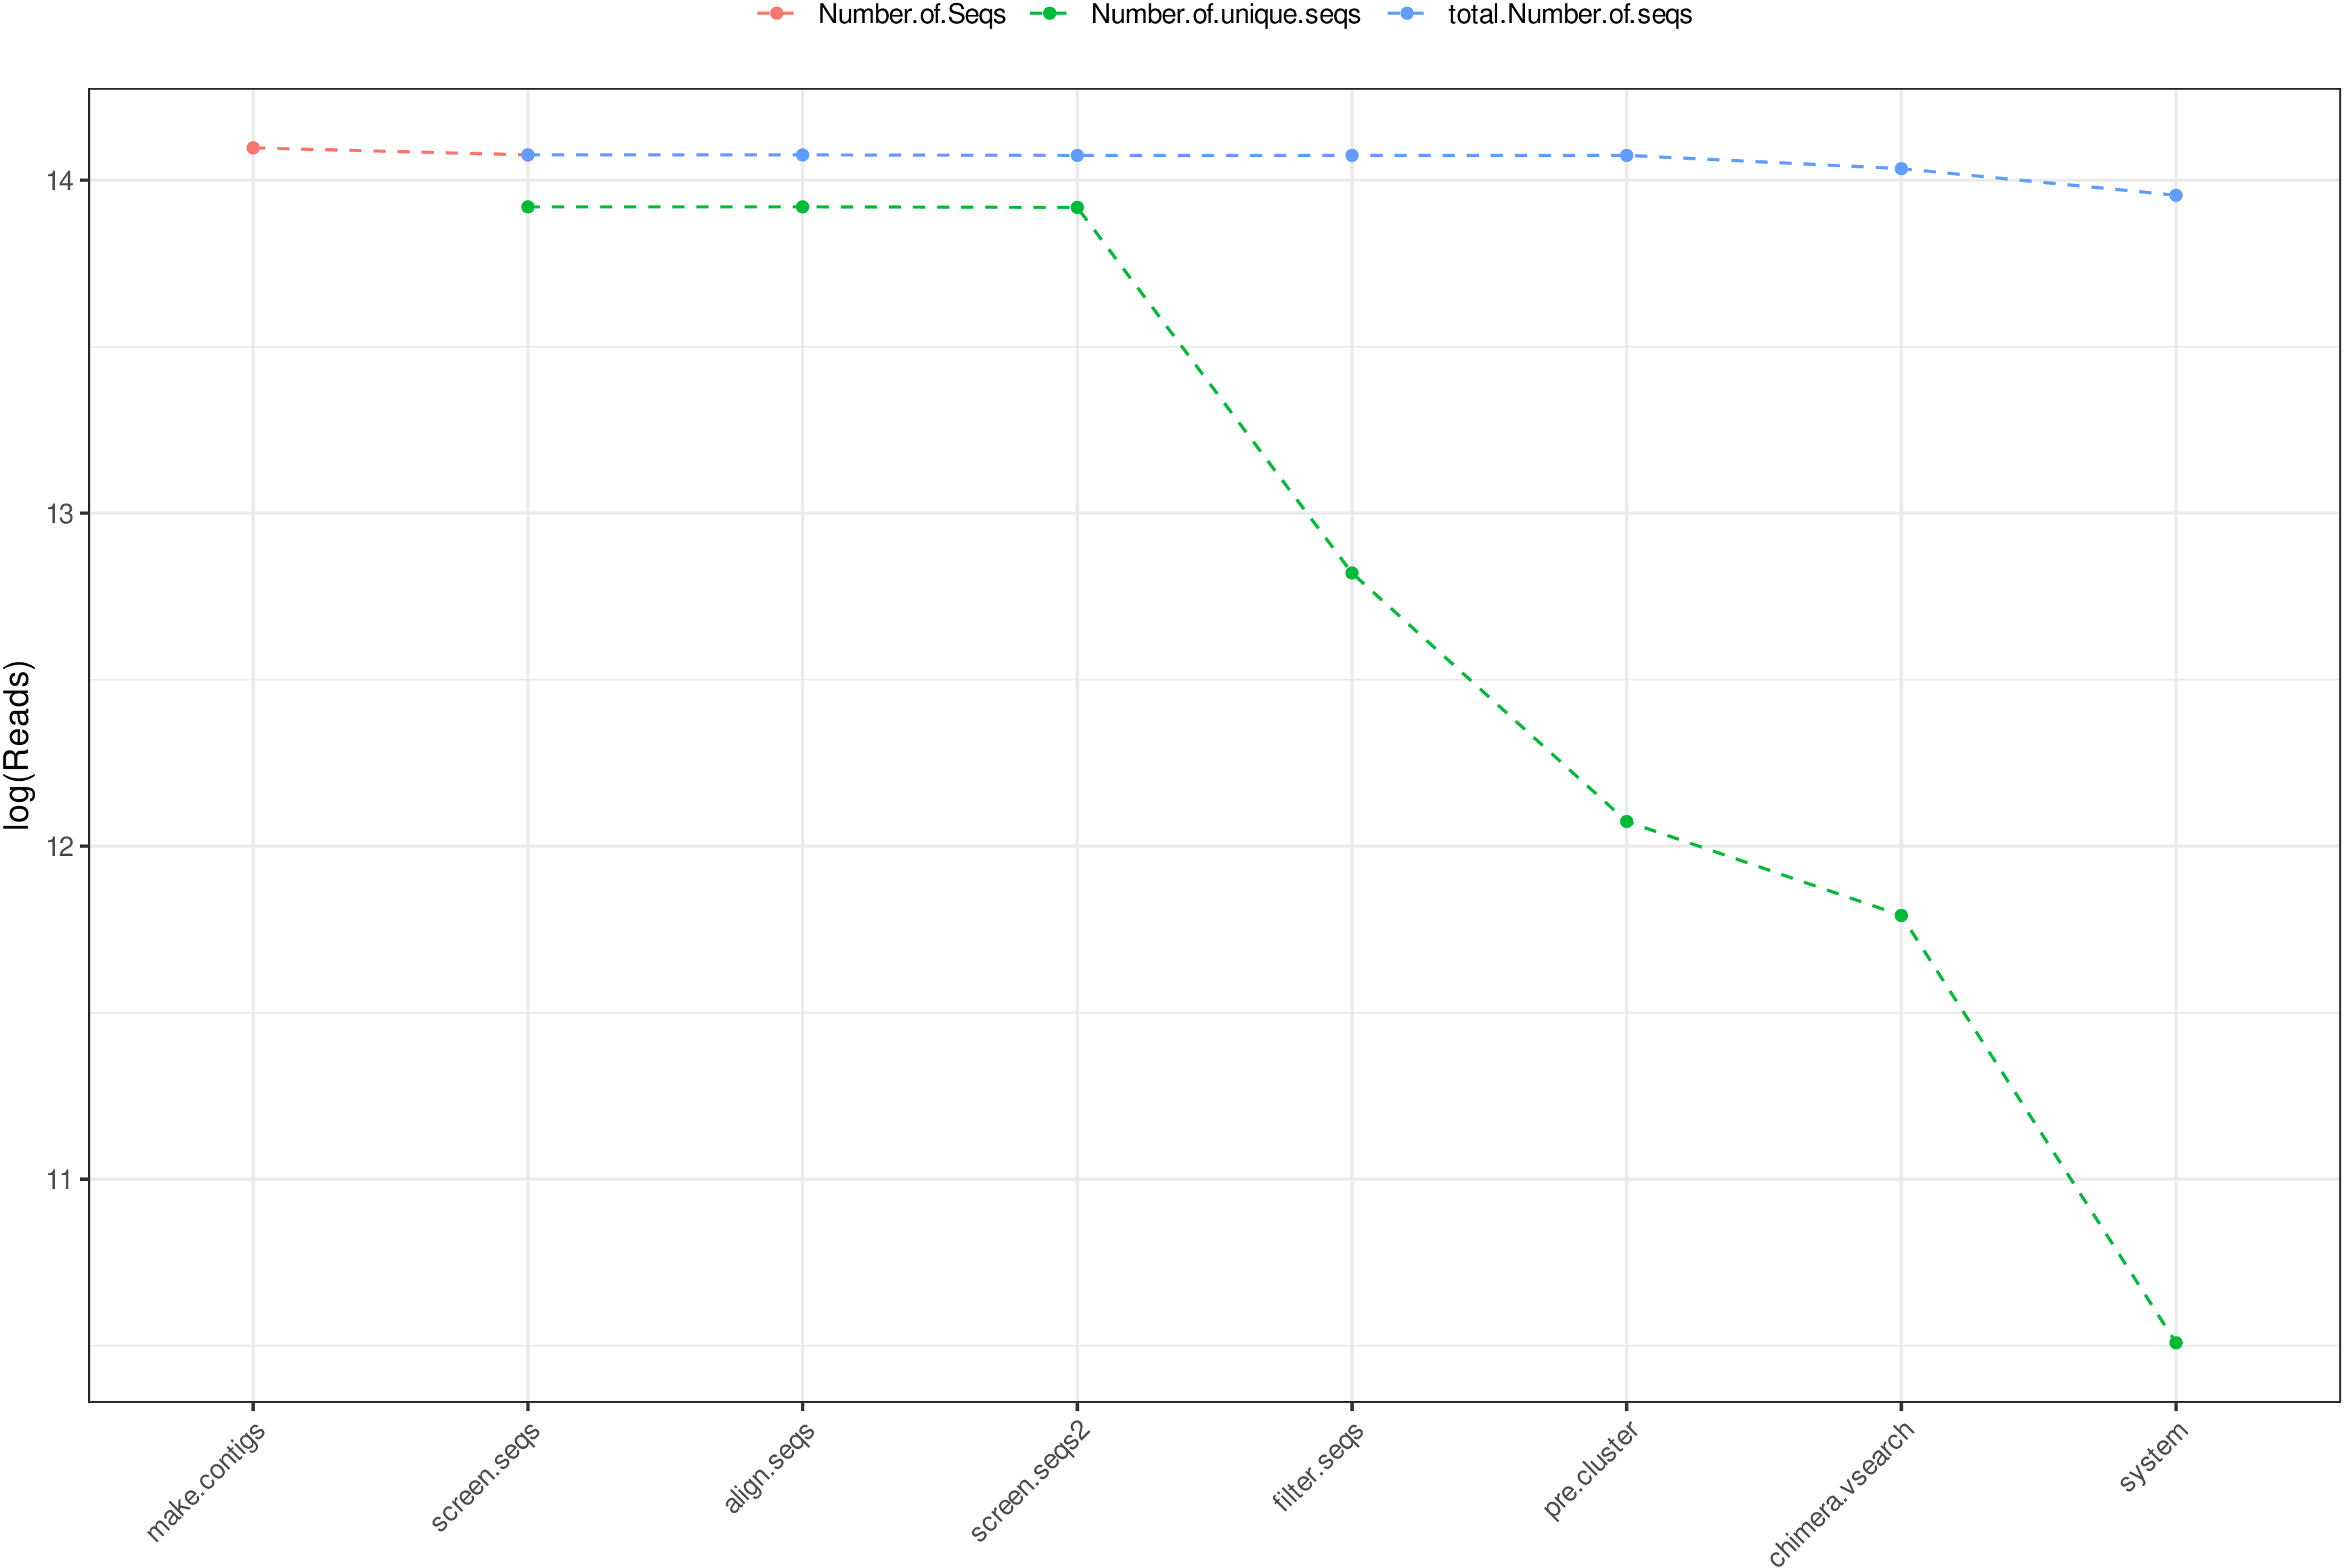 Number.of.Seqs Number.of.unique.seqs total.Number.of.seqs
log(Reads)
14
13
12
11
make.contigs
screen.seqs
align.seqs
screen.seqs2
filter.seqs
pre.cluster
chimera.vsearch
system